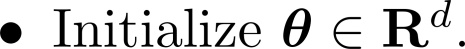 • Initialize θ ∈ R^d.